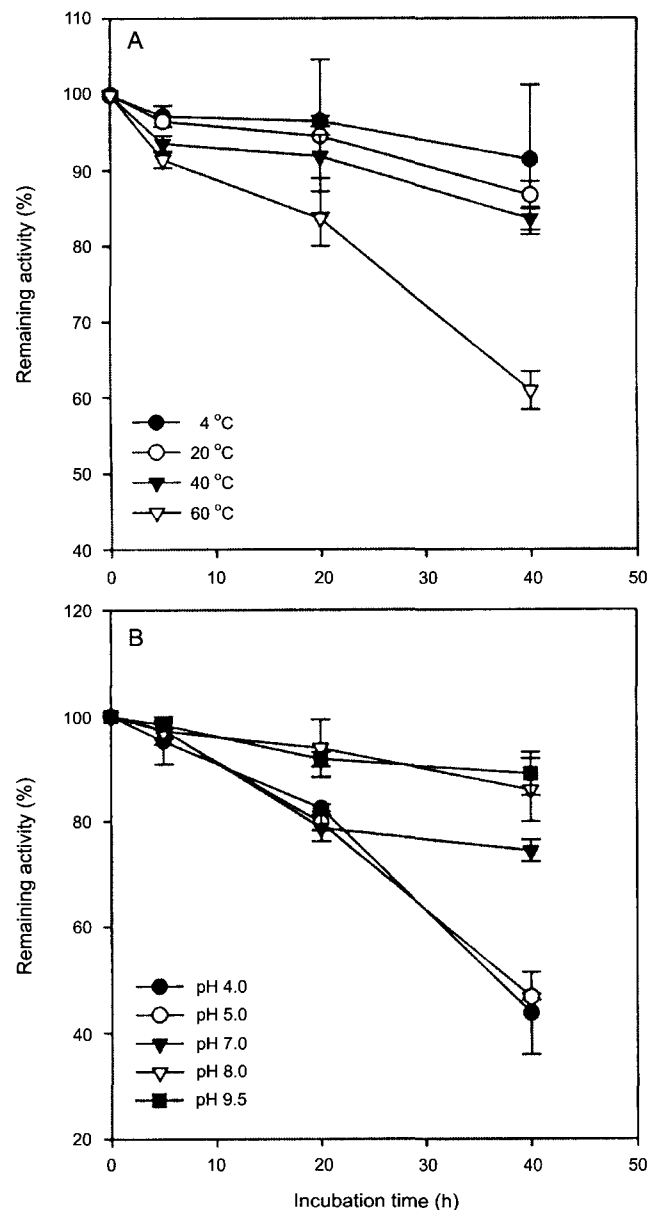 A
110
100
90
80
70
60
50
40
Remaining activity (%)
4 °C
20 °C
40 °C
60 °C
0 10 20 30 40 50
B
120
100
80
60
40
20
Remaining activity (%)
pH 4.0
pH 5.0
pH 7.0
pH 8.0
pH 9.5
0 10 20 30 40 50
Incubation time (h)